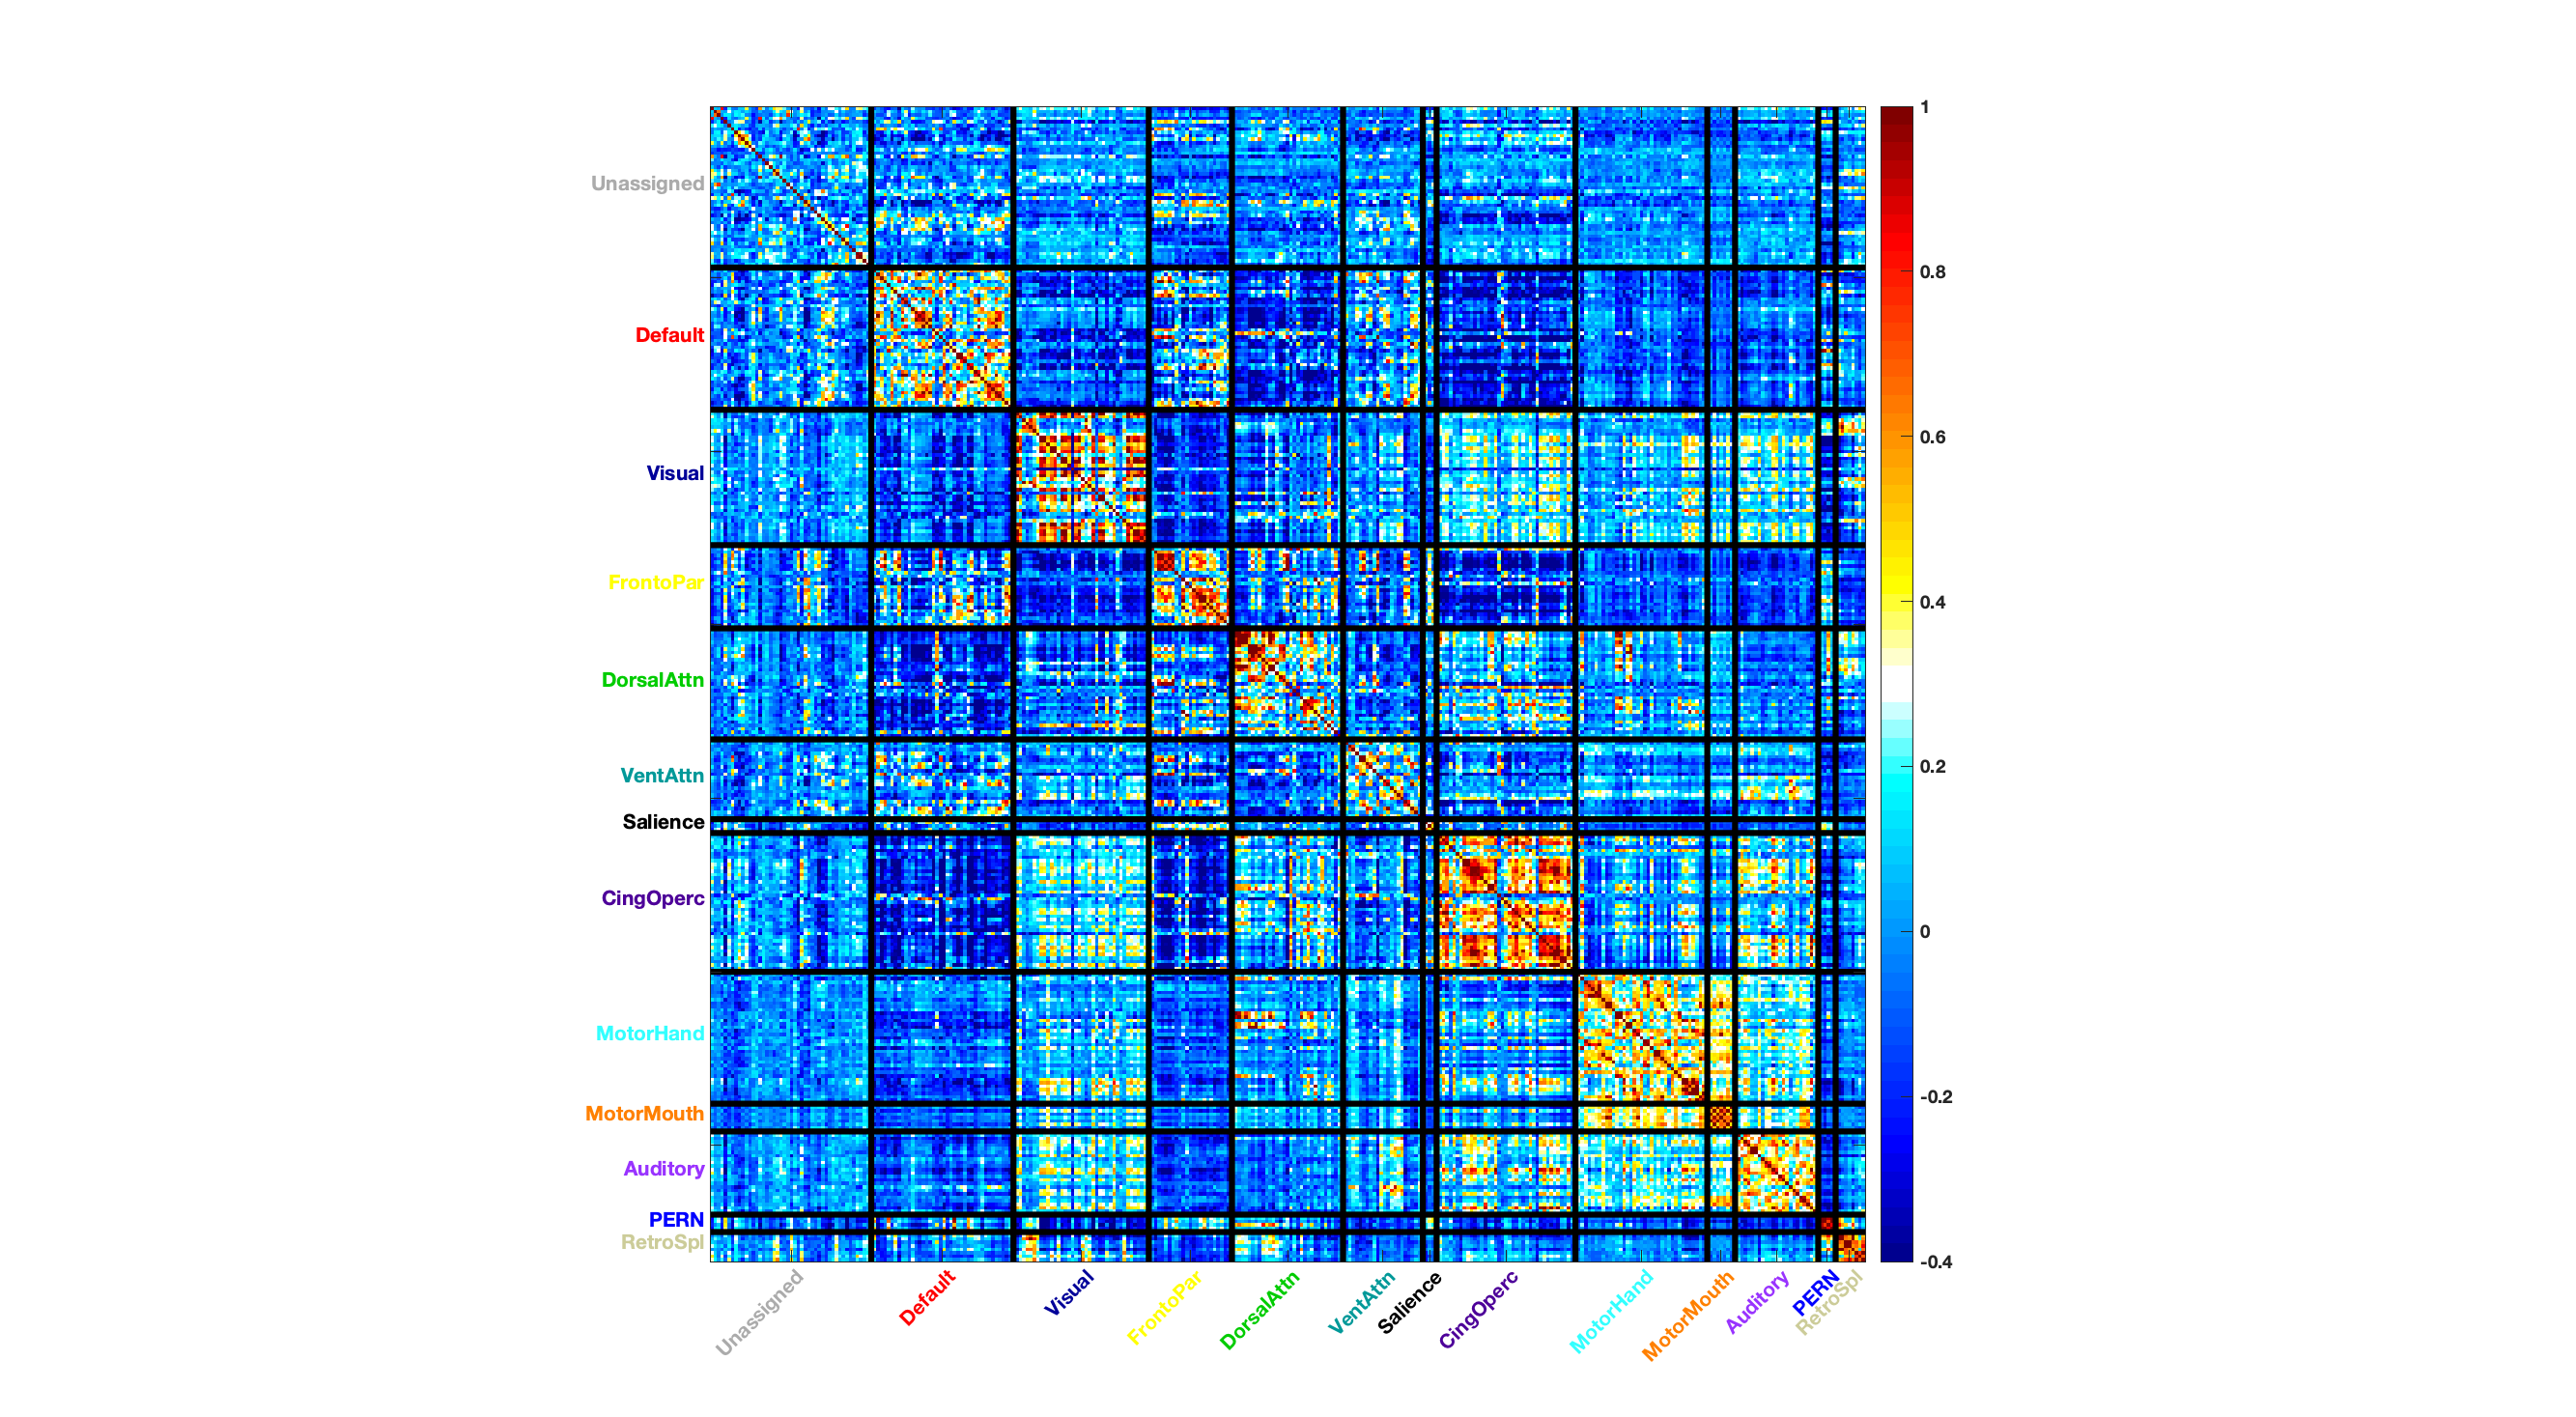 Unassigned
Default
Visual
FrontoPar
DorsalAttn
VentAttn
Salience
CingOperc
MotorHand
MotorMouth
Auditory
PERN
RetroSpl
Unassigned
Default
Visual
FrontoPar
DorsalAttn
VentAttn
Salience
CingOperc
MotorHand
MotorMouth
Auditory
PERN
RetroSpl
1
0.8
0.6
0.4
0.2
0
-0.2
-0.4